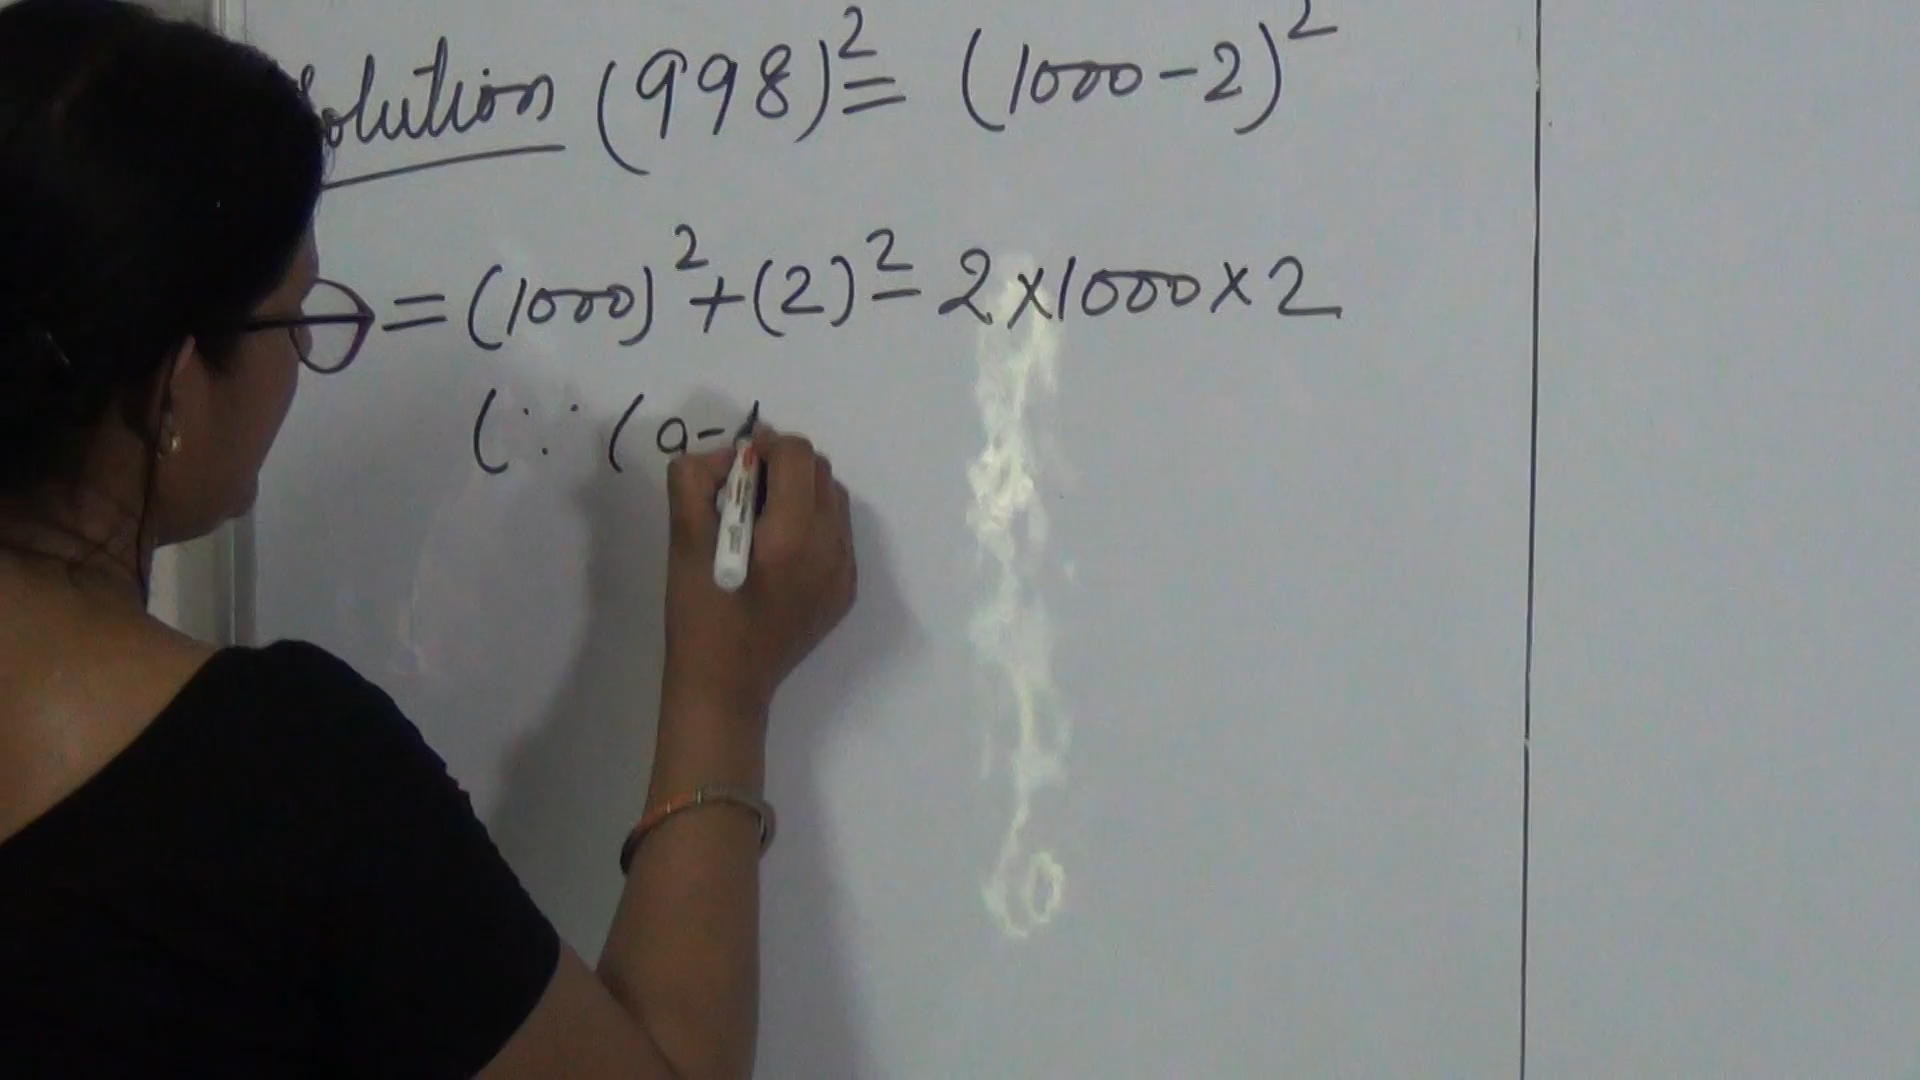 Solution (998)² = (1000-2)²
= (1000)² + (2)² - 2×1000×2
(∵ (a-